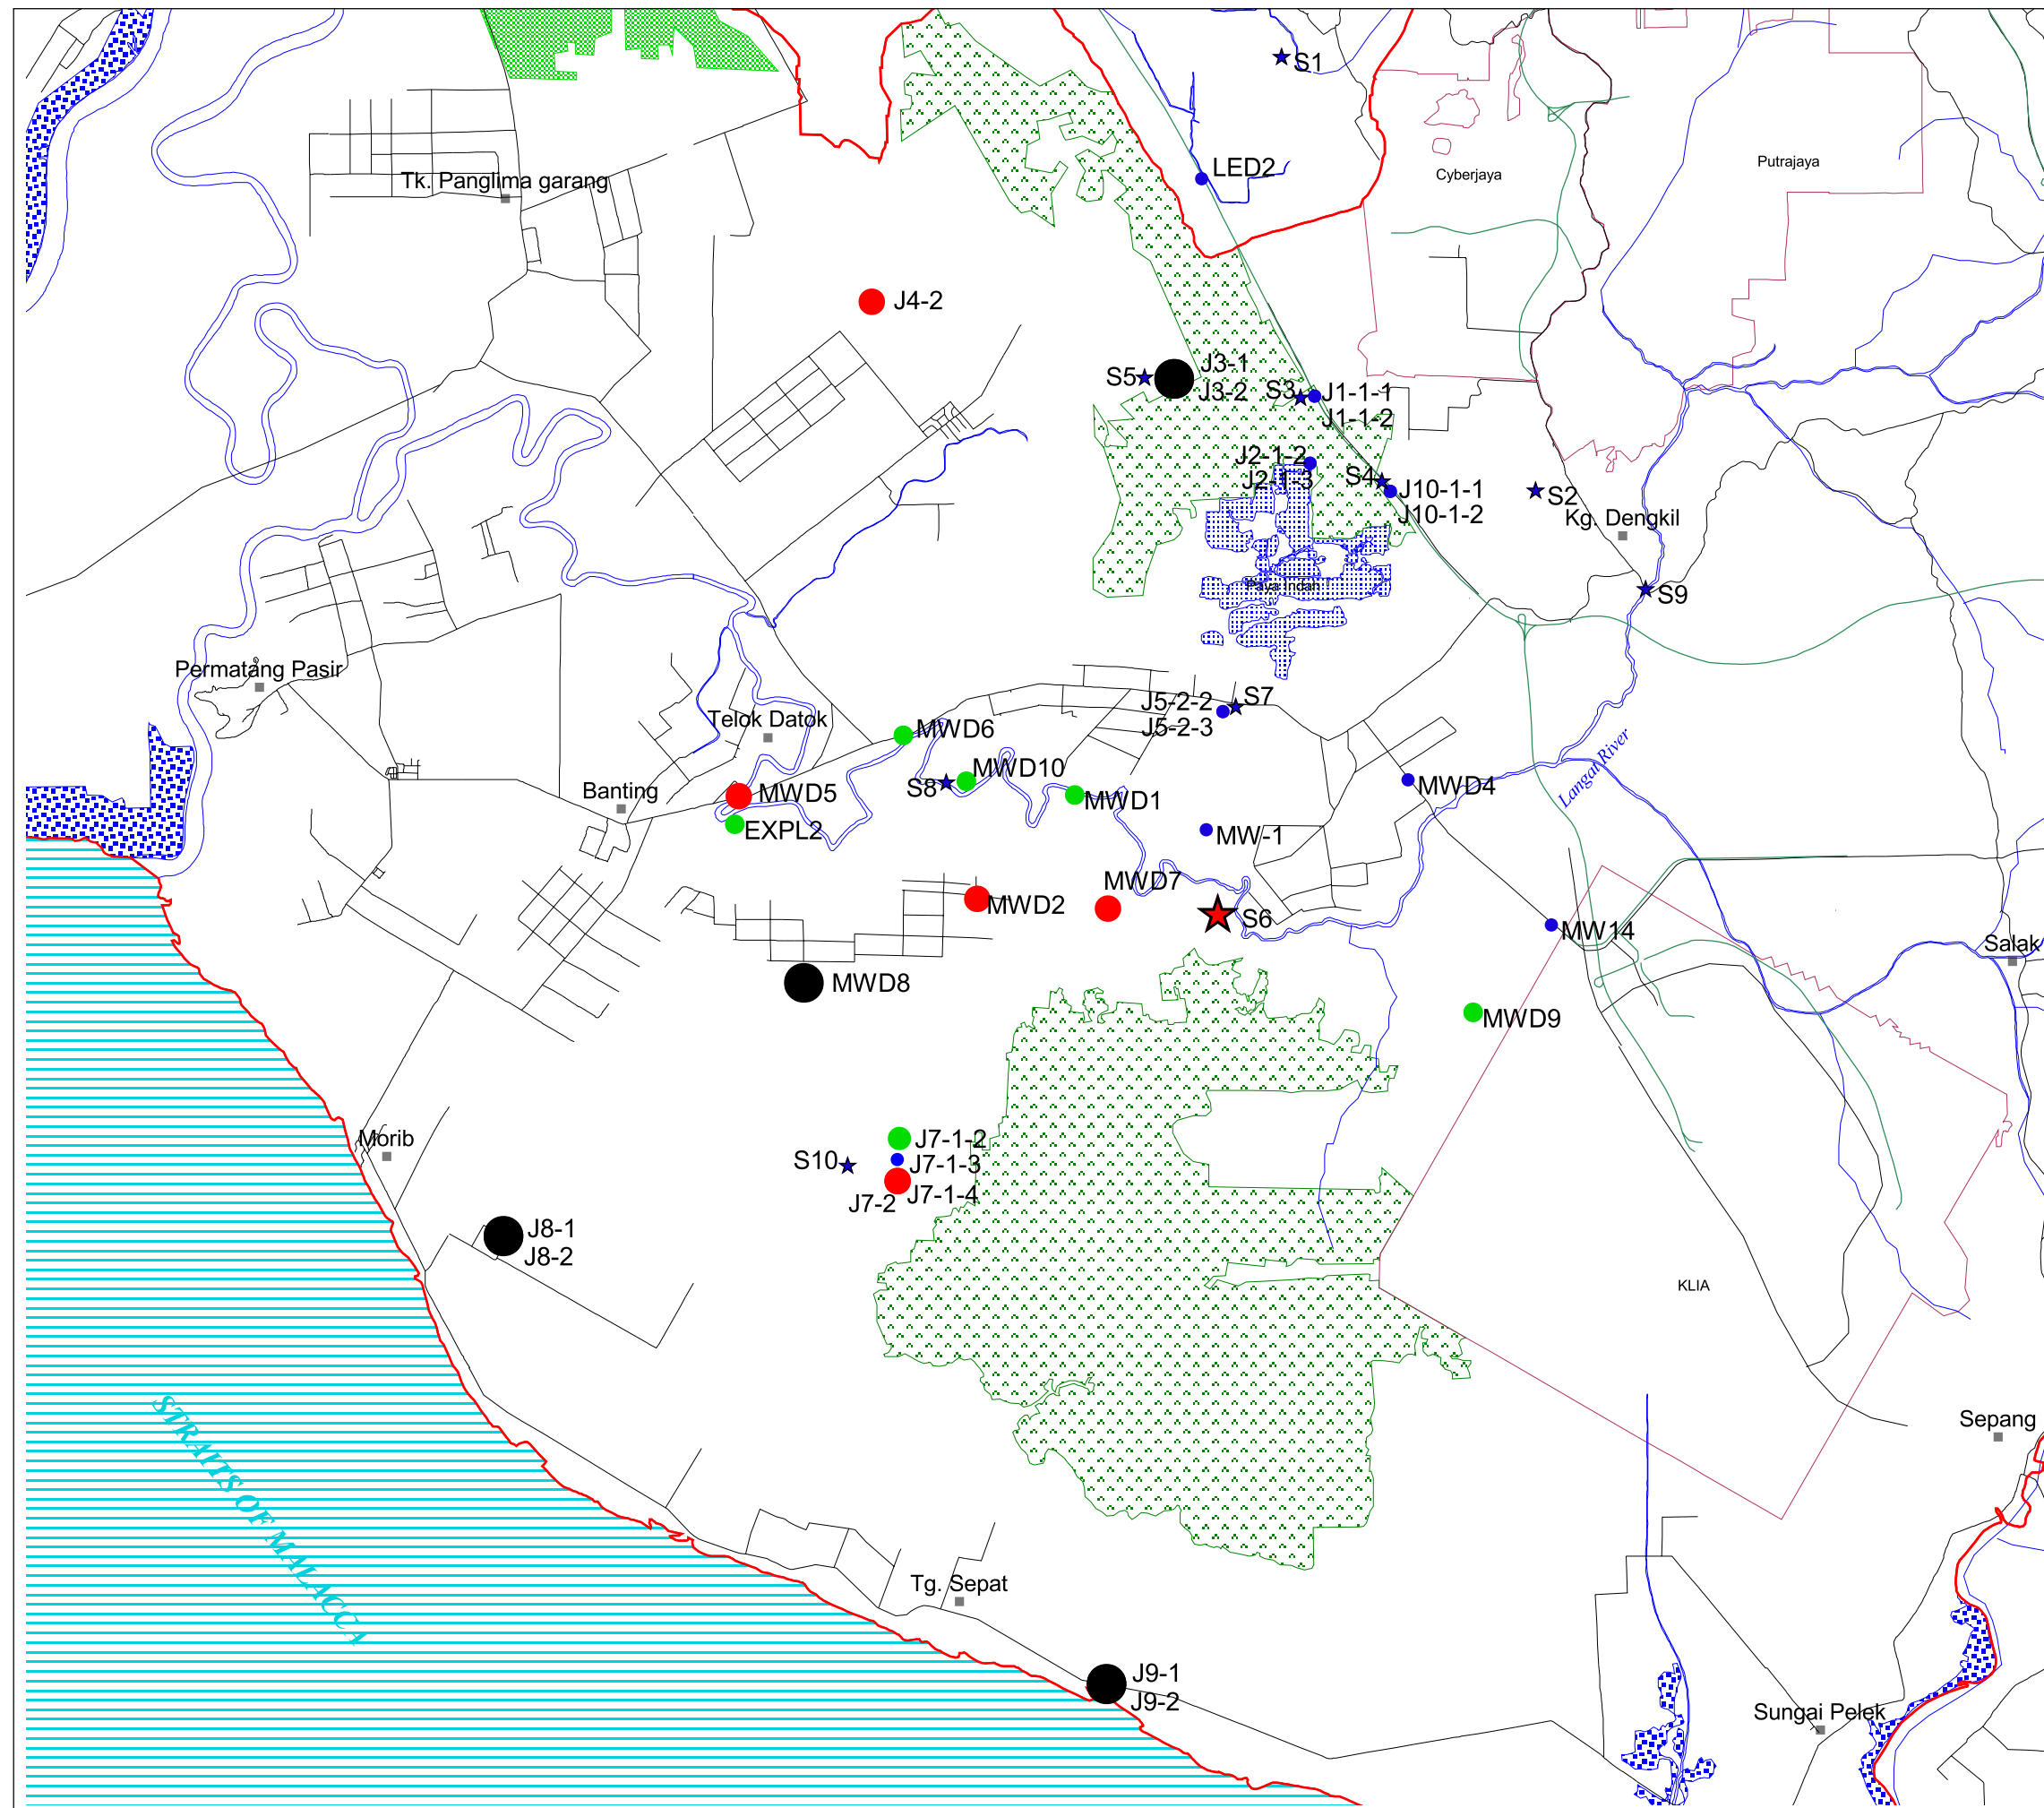 S1
Putrajaya
LED2
Cyberjaya
Tk. Panglima garang
J4-2
J3-1
S5
J3-2
S3
J1-1-1
J1-1-2
J2-1-2
J2-1-3
S4
J10-1-1
J10-1-2
S2
Kg. Dengkil
Paya Indah
S9
Permatang Pasir
S7
J5-2-2
J5-2-3
Telok Datok
MWD6
MWD10
S8
Langat River
MWD4
Banting
MWD5
MWD1
EXPL2
MW-1
MWD7
MWD2
S6
MW14
Salak
MWD8
MWD9
Morib
J7-1-2
S10
J7-1-3
J7-1-4
J7-2
J8-1
J8-2
KLIA
STRAITS OF MALACCA
Sepang
Tg. Sepat
J9-1
J9-2
Sungai Pelek